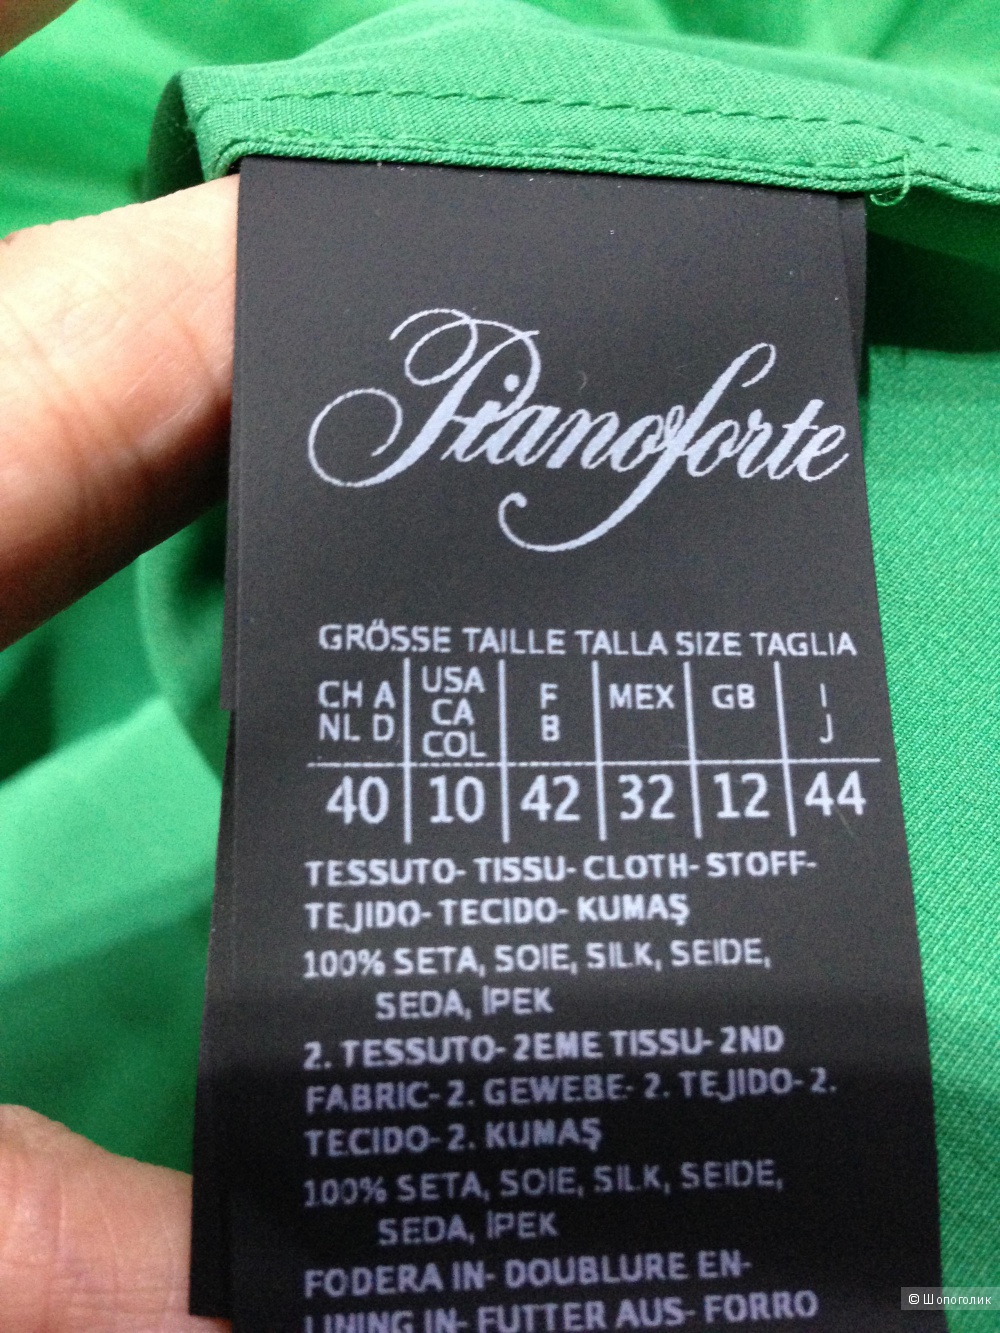 Pianoforte
GRÖSSE TAILLE TALLA SIZE TAGLIA
CH A
NL D
USA
CA
COL
F
B
MEX
GB
I
J
40 10 42 32 12 44
TESSUTO- TISSU- CLOTH- STOFF-
TEJIDO- TECIDO- KUMAŞ
100% SETA, SOIE, SILK, SEIDE,
SEDA, İPEK
2. TESSUTO- 2EME TISSU- 2ND
FABRIC- 2. GEWEBE- 2. TEJIDO- 2.
TECIDO- 2. KUMAŞ
100% SETA, SOIE, SILK, SEIDE,
SEDA, İPEK
FODERA IN- DOUBLURE EN-
LINING IN- FUTTER AUS- FORRO
© Шопоголик